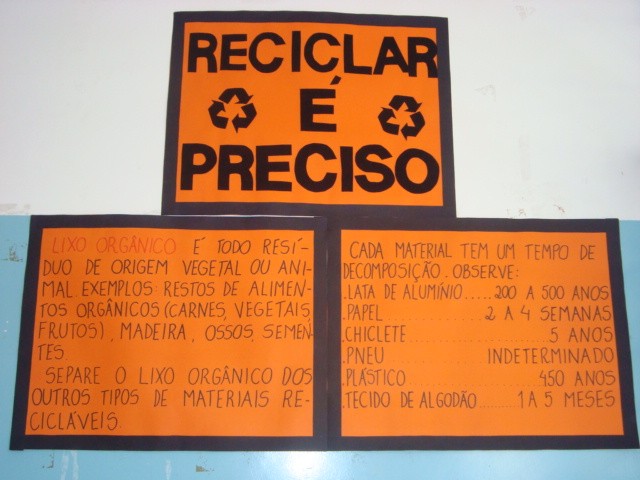 RECICLAR
É
PRECISO
LIXO ORGÂNICO É TODO RESÍ-
DUO DE ORIGEM VEGETAL OU ANI-
MAL. EXEMPLOS: RESTOS DE ALIMEN-
TOS ORGÂNICOS (CARNES, VEGETAIS,
FRUTOS), MADEIRA, OSSOS, SEMEN-
TES.
SEPARE O LIXO ORGÂNICO DOS
OUTROS TIPOS DE MATERIAIS RE-
CICLÁVEIS.
CADA MATERIAL TEM UM TEMPO DE
DECOMPOSIÇÃO. OBSERVE:
.LATA DE ALUMÍNIO.....200 A 500 ANOS
.PAPEL..........2 A 4 SEMANAS
.CHICLETE..........5 ANOS
.PNEU..........INDETERMINADO
.PLÁSTICO..........450 ANOS
.TECIDO DE ALGODÃO.......1 A 5 MESES